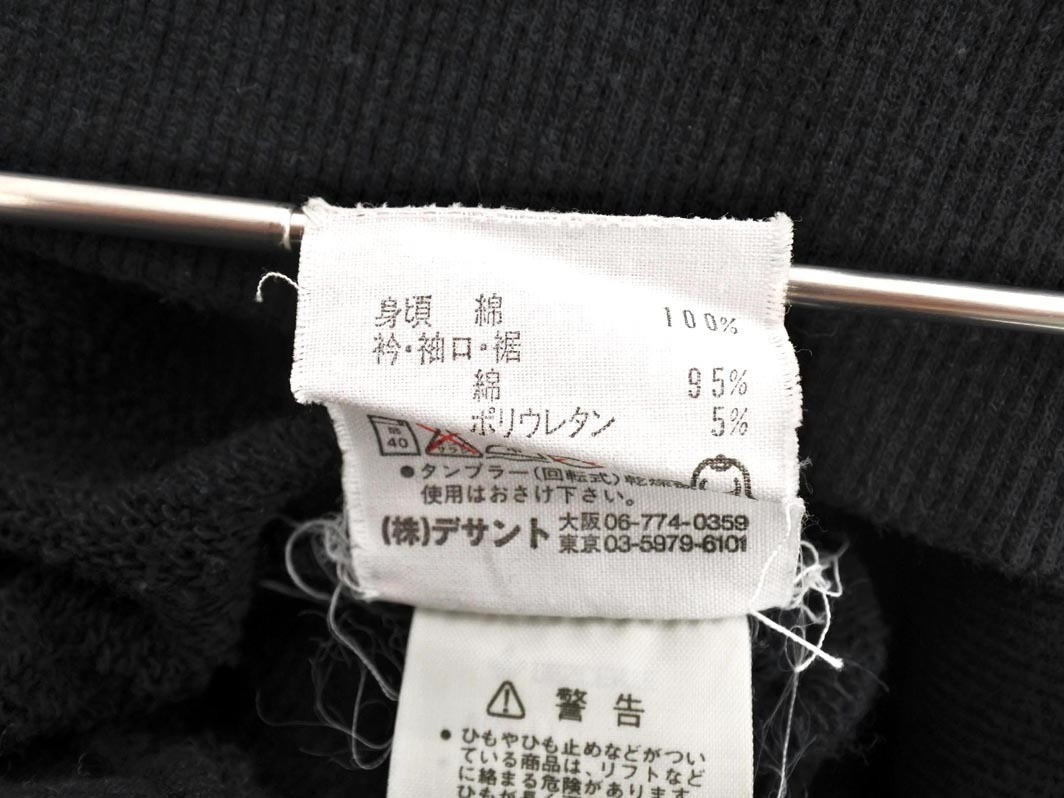 身頃 綿 100%
衿・袖口・裾
綿 95%
ポリウレタン 5%
40
●タンブラー(回転式)乾燥
使用はおさけ下さい。
(株)デサント 大阪06-774-0359
東京03-5979-6101
警告
●ひもやひも止めなどがつい
ている商品は、リフトなど
に絡まる危険があります